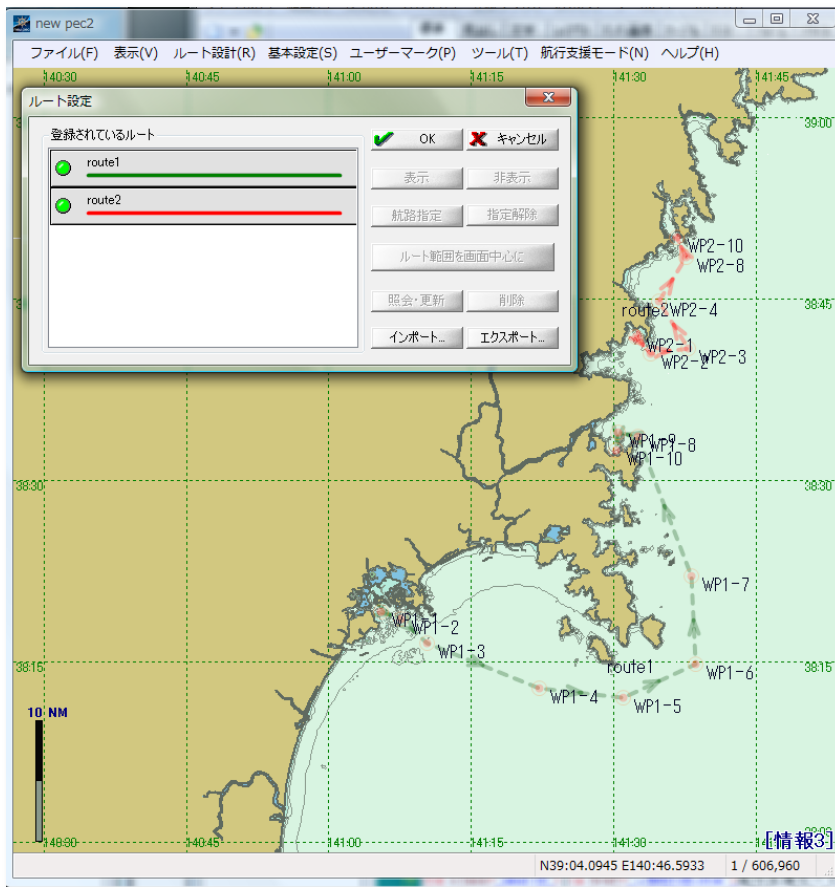 new pec2
ファイル(F) 表示(V) ルート設計(R) 基本設定(S) ユーザーマーク(P) ツール(T) 航行支援モード(N) ヘルプ(H)
140:30 140:45 141:00 141:15 141:30 141:45
ルート設定
登録されているルート
route1
route2
OK キャンセル
表示 非表示
航路指定 指定解除
ルート範囲を画面中心に
照会・更新 削除
インポート... エクスポート...
39:00
WP2-10
WP2-8
38:45
route2 WP2-4
WP2-1
WP2-2 WP2-3
WP1-9 WP1-8
WP1-10
38:30 38:30
WP1-7
WP1-1
WP1-2
WP1-3
38:15 route1 WP1-6 38:15
WP1-4
WP1-5
10 NM
[情報3]
140:45 141:00 141:15 141:30
N39:04.0945 E140:46.5933 1 / 606,960